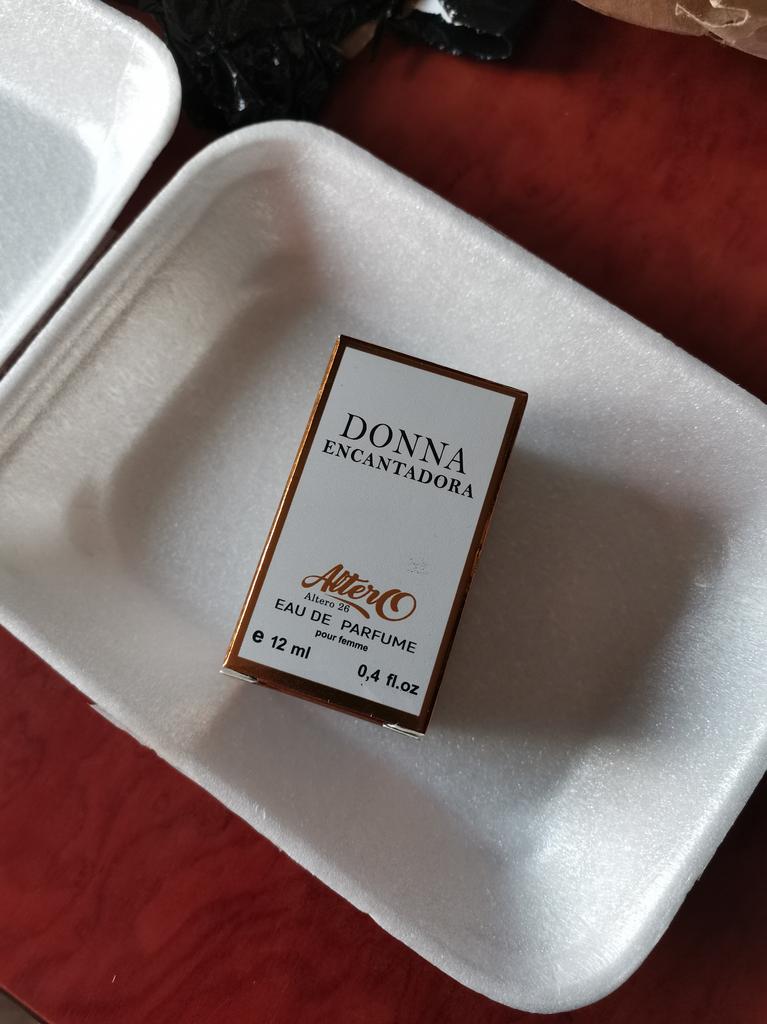 DONNA
ENCANTADORA
AlterO
Altero 26
EAU DE PARFUME
pour femme
e 12 ml
0,4 fl.oz